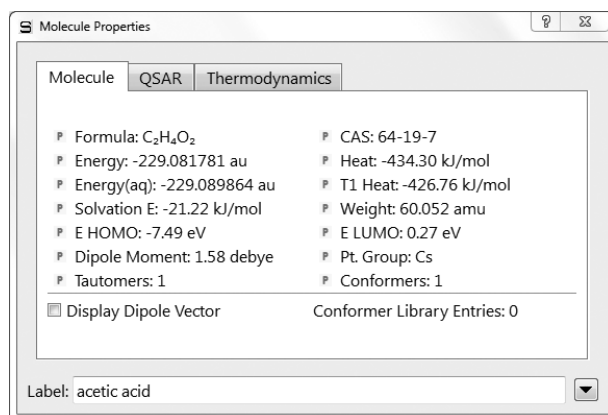 Molecule Properties
Molecule QSAR Thermodynamics
P Formula: C₂H₄O₂ P CAS: 64-19-7
P Energy: -229.081781 au P Heat: -434.30 kJ/mol
P Energy(aq): -229.089864 au P T1 Heat: -426.76 kJ/mol
P Solvation E: -21.22 kJ/mol P Weight: 60.052 amu
P E HOMO: -7.49 eV P E LUMO: 0.27 eV
P Dipole Moment: 1.58 debye P Pt. Group: Cs
P Tautomers: 1 P Conformers: 1
Display Dipole Vector Conformer Library Entries: 0
Label: acetic acid